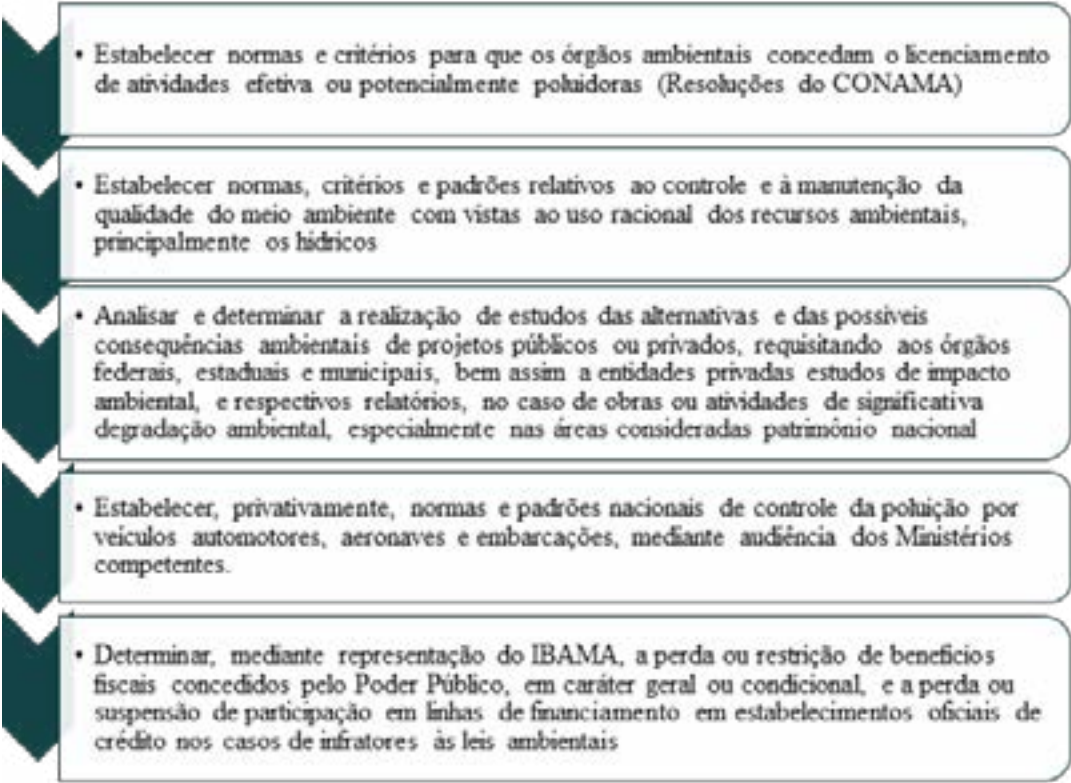 • Estabelecer normas e critérios para que os órgãos ambientais concedam o licenciamento
de atividades efetiva ou potencialmente poluidoras (Resoluções do CONAMA)
• Estabelecer normas, critérios e padrões relativos ao controle e à manutenção da
qualidade do meio ambiente com vistas ao uso racional dos recursos ambientais,
principalmente os hídricos
• Analisar e determinar a realização de estudos das alternativas e das possíveis
consequências ambientais de projetos públicos ou privados, requisitando aos órgãos
federais, estaduais e municipais, bem assim a entidades privadas estudos de impacto
ambiental, e respectivos relatórios, no caso de obras ou atividades de significativa
degradação ambiental, especialmente nas áreas consideradas patrimônio nacional
• Estabelecer, privativamente, normas e padrões nacionais de controle da poluição por
veículos automotores, aeronaves e embarcações, mediante audiência dos Ministérios
competentes.
• Determinar, mediante representação do IBAMA, a perda ou restrição de benefícios
fiscais concedidos pelo Poder Público, em caráter geral ou condicional, e a perda ou
suspensão de participação em linhas de financiamento em estabelecimentos oficiais de
crédito nos casos de infratores às leis ambientais